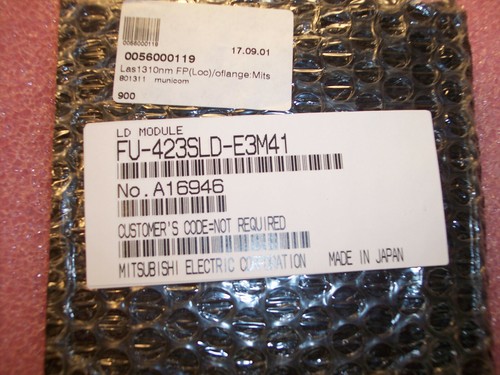 0056000119
17.09.01
0056000119
Las1310nm FP(Loc)/oflange:Mits
801311 municom
900
LD MODULE
FU-423SLD-E3M41
No.A16946
CUSTOMER'S CODE=NOT REQUIRED
MITSUBISHI ELECTRIC CORPORATION MADE IN JAPAN